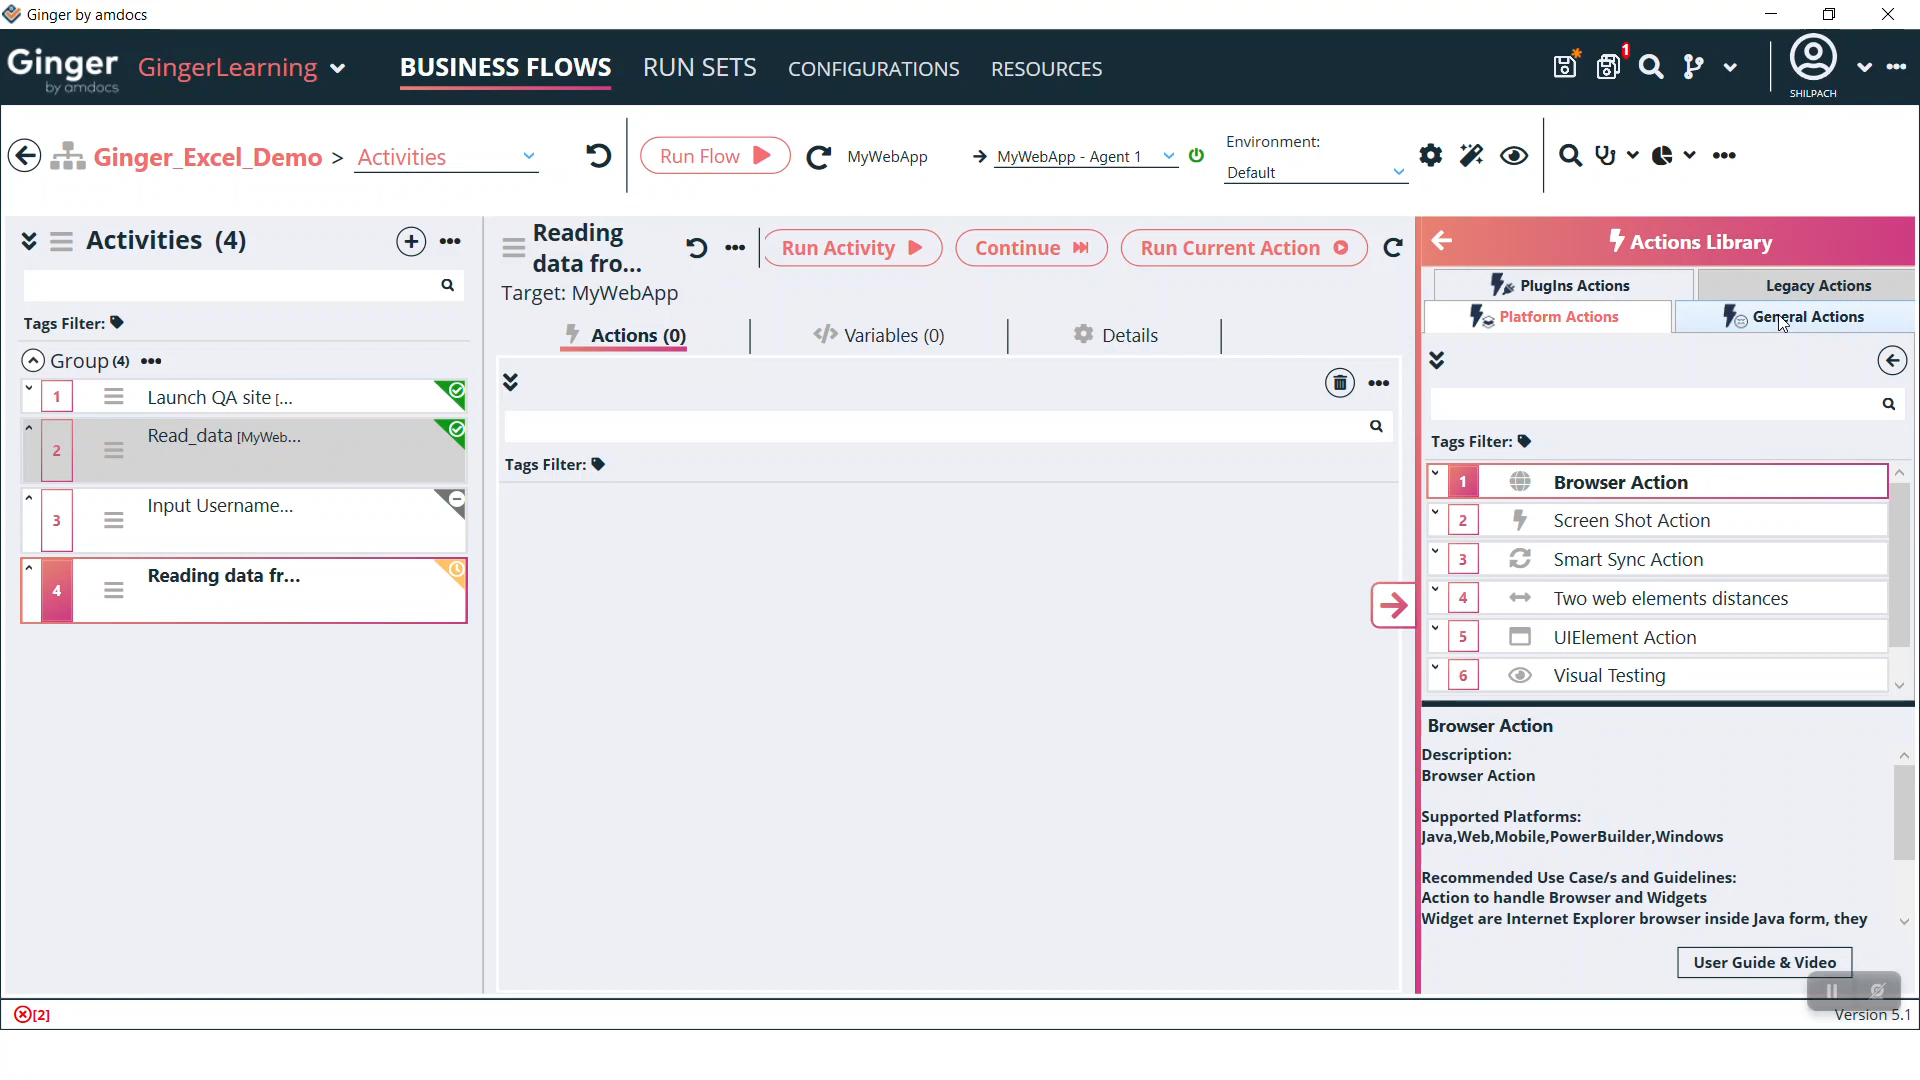 Ginger by amdocs
Ginger by amdocs
GingerLearning
BUSINESS FLOWS
RUN SETS
CONFIGURATIONS
RESOURCES
1
SHILPACH
Ginger_Excel_Demo > Activities
Run Flow
MyWebApp
MyWebApp - Agent 1
Environment:
Default
Activities (4)
Tags Filter:
Group (4)
1 Launch QA site [...
2 Read_data [MyWeb...
3 Input Username...
4 Reading data fr...
Reading
data fro...
Run Activity
Continue
Run Current Action
Target: MyWebApp
Actions (0)
Variables (0)
Details
Tags Filter:
Actions Library
PlugIns Actions
Legacy Actions
Platform Actions
General Actions
Tags Filter:
1 Browser Action
2 Screen Shot Action
3 Smart Sync Action
4 Two web elements distances
5 UIElement Action
6 Visual Testing
Browser Action
Description:
Browser Action
Supported Platforms:
Java,Web,Mobile,PowerBuilder,Windows
Recommended Use Case/s and Guidelines:
Action to handle Browser and Widgets
Widget are Internet Explorer browser inside Java form, they
User Guide & Video
[2]
Version 5.1